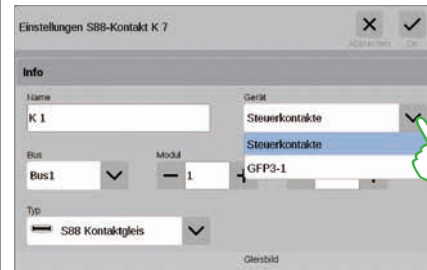 Einstellungen S88-Kontakt K 7
Abbrechen OK
Info
Name
Gerät
K 1
Steuerkontakte
Steuerkontakte
GFP3-1
Bus
Modul
Bus1
1
Typ
S88 Kontaktgleis
Gleisbild